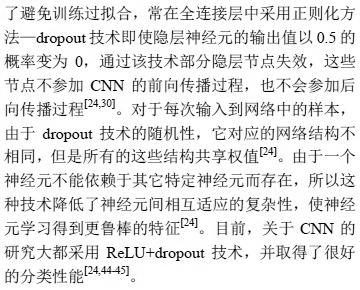 了避免训练过拟合，常在全连接层中采用正则化方
法—dropout 技术即使隐层神经元的输出值以 0.5 的
概率变为 0，通过该技术部分隐层节点失效，这些
节点不参加 CNN 的前向传播过程，也不会参加后
向传播过程[24,30]。对于每次输入到网络中的样本，
由于 dropout 技术的随机性，它对应的网络结构不
相同，但是所有的这些结构共享权值[24]。由于一个
神经元不能依赖于其它特定神经元而存在，所以这
种技术降低了神经元间相互适应的复杂性，使神经
元学习得到更鲁棒的特征[24]。目前，关于 CNN 的
研究大都采用 ReLU+dropout 技术，并取得了很好
的分类性能[24,44-45]。